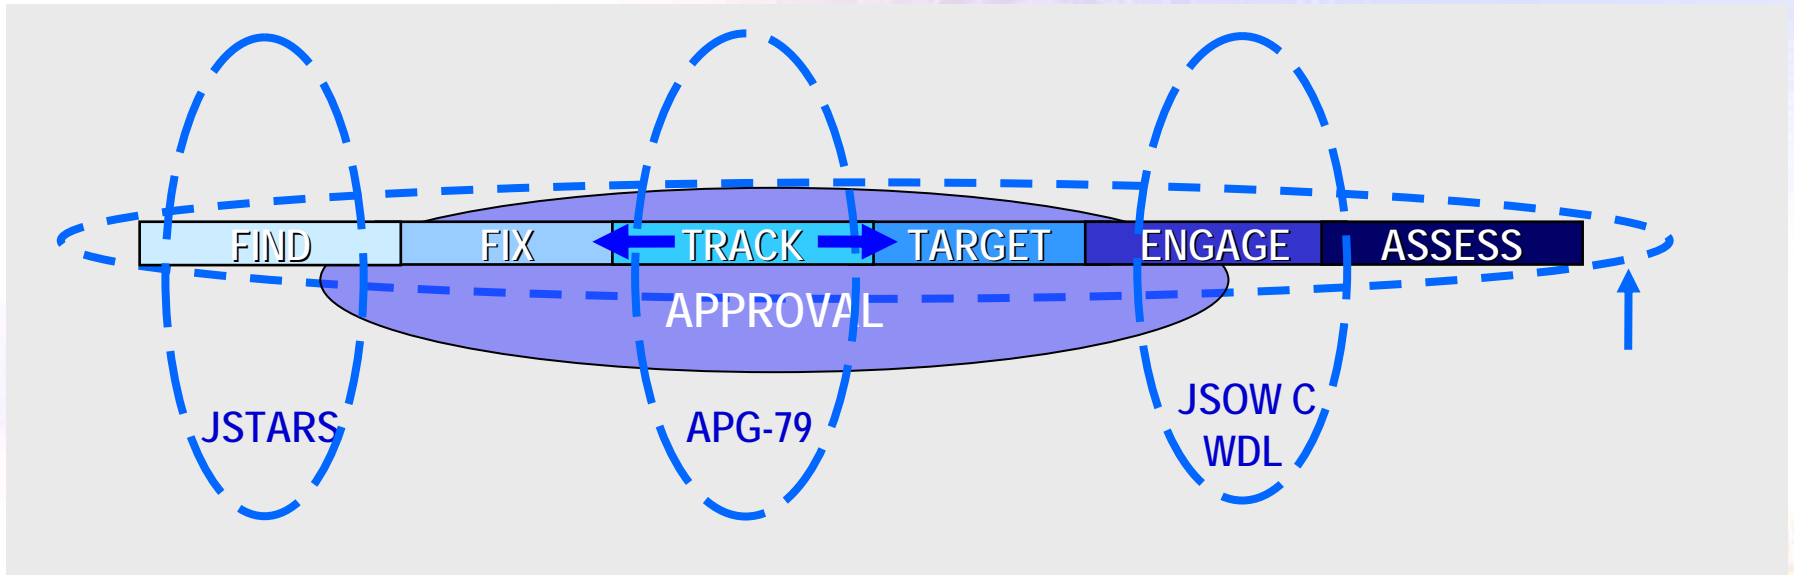 FIND FIX TRACK TARGET ENGAGE ASSESS
APPROVAL
JSTARS
APG-79
JSOW C
WDL